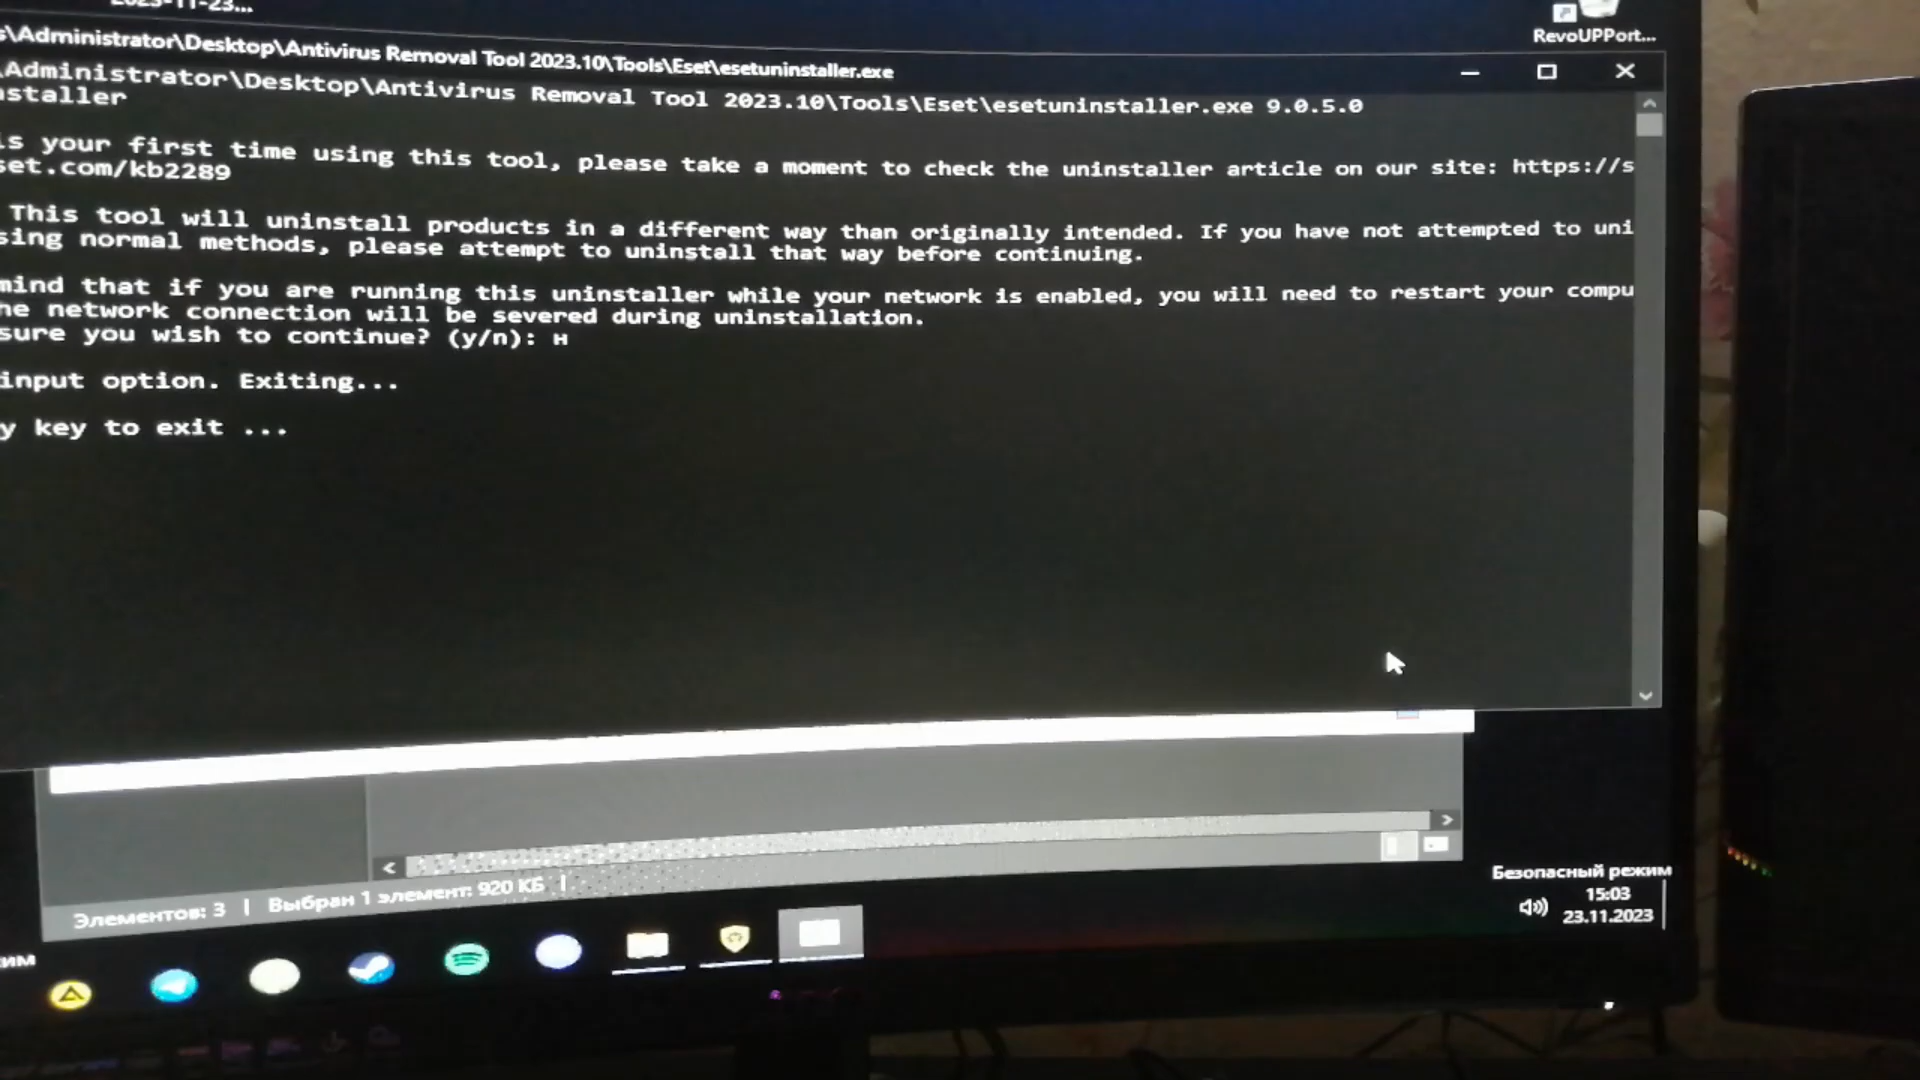 2023-11-23...
RevoUPPort...
s\Administrator\Desktop\Antivirus Removal Tool 2023.10\Tools\Eset\esetuninstaller.exe
\Administrator\Desktop\Antivirus Removal Tool 2023.10\Tools\Eset\esetuninstaller.exe 9.0.5.0
nstaller
is your first time using this tool, please take a moment to check the uninstaller article on our site: https://s
set.com/kb2289
This tool will uninstall products in a different way than originally intended. If you have not attempted to uni
sing normal methods, please attempt to uninstall that way before continuing.
mind that if you are running this uninstaller while your network is enabled, you will need to restart your compu
he network connection will be severed during uninstallation.
sure you wish to continue? (y/n): н
input option. Exiting...
y key to exit ...
Элементов: 3 | Выбран 1 элемент: 920 КБ |
Безопасный режим
15:03
23.11.2023
им